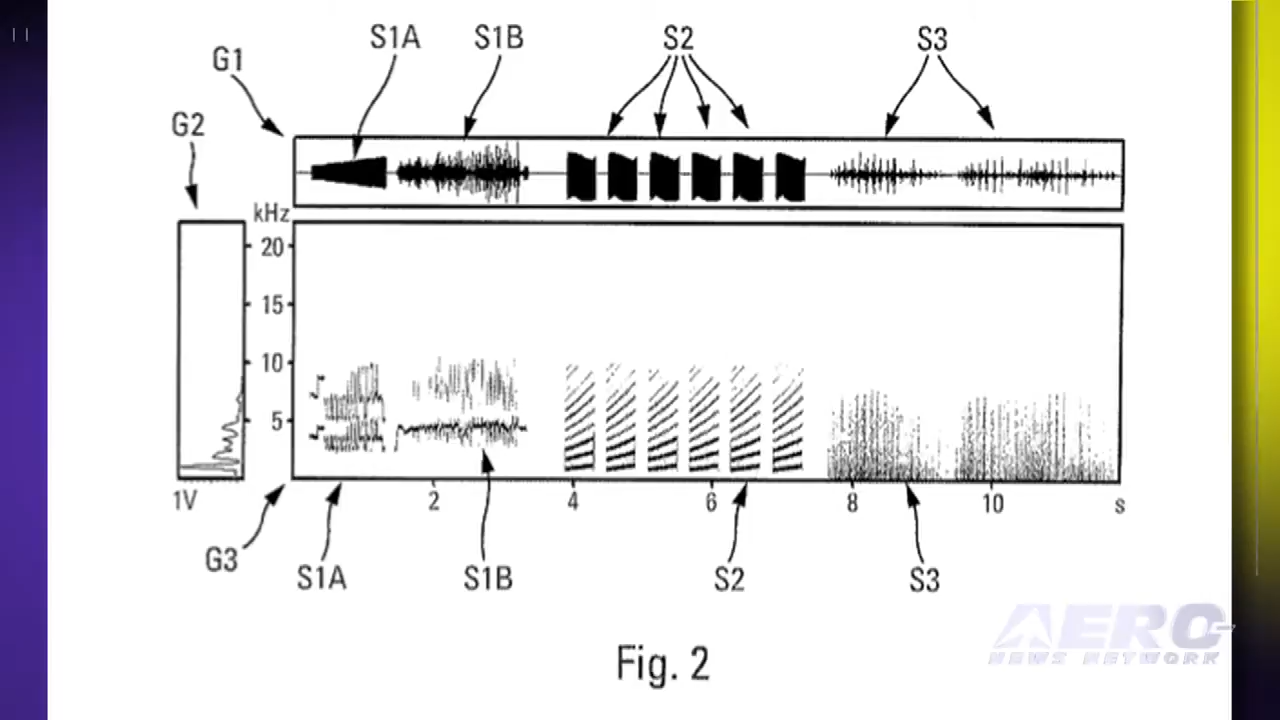 S1A S1B S2 S3
G1
G2
kHz
20
15
10
5
1V 2 4 6 8 10 s
G3 S1A S1B S2 S3
Fig. 2
AERO
NEWS NETWORK